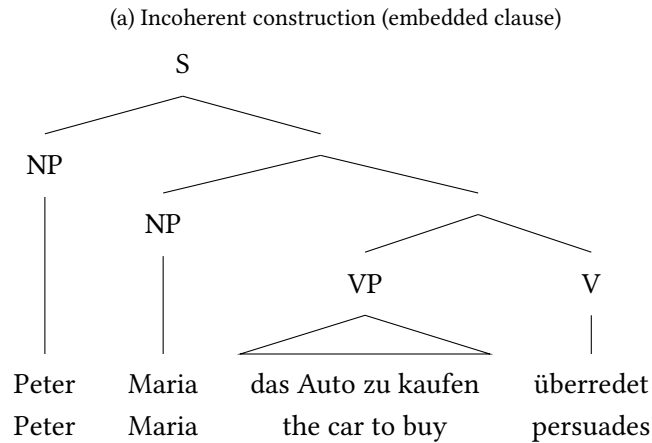 (a) Incoherent construction (embedded clause)
S
NP
NP
VP V
Peter Maria das Auto zu kaufen überredet
Peter Maria the car to buy persuades